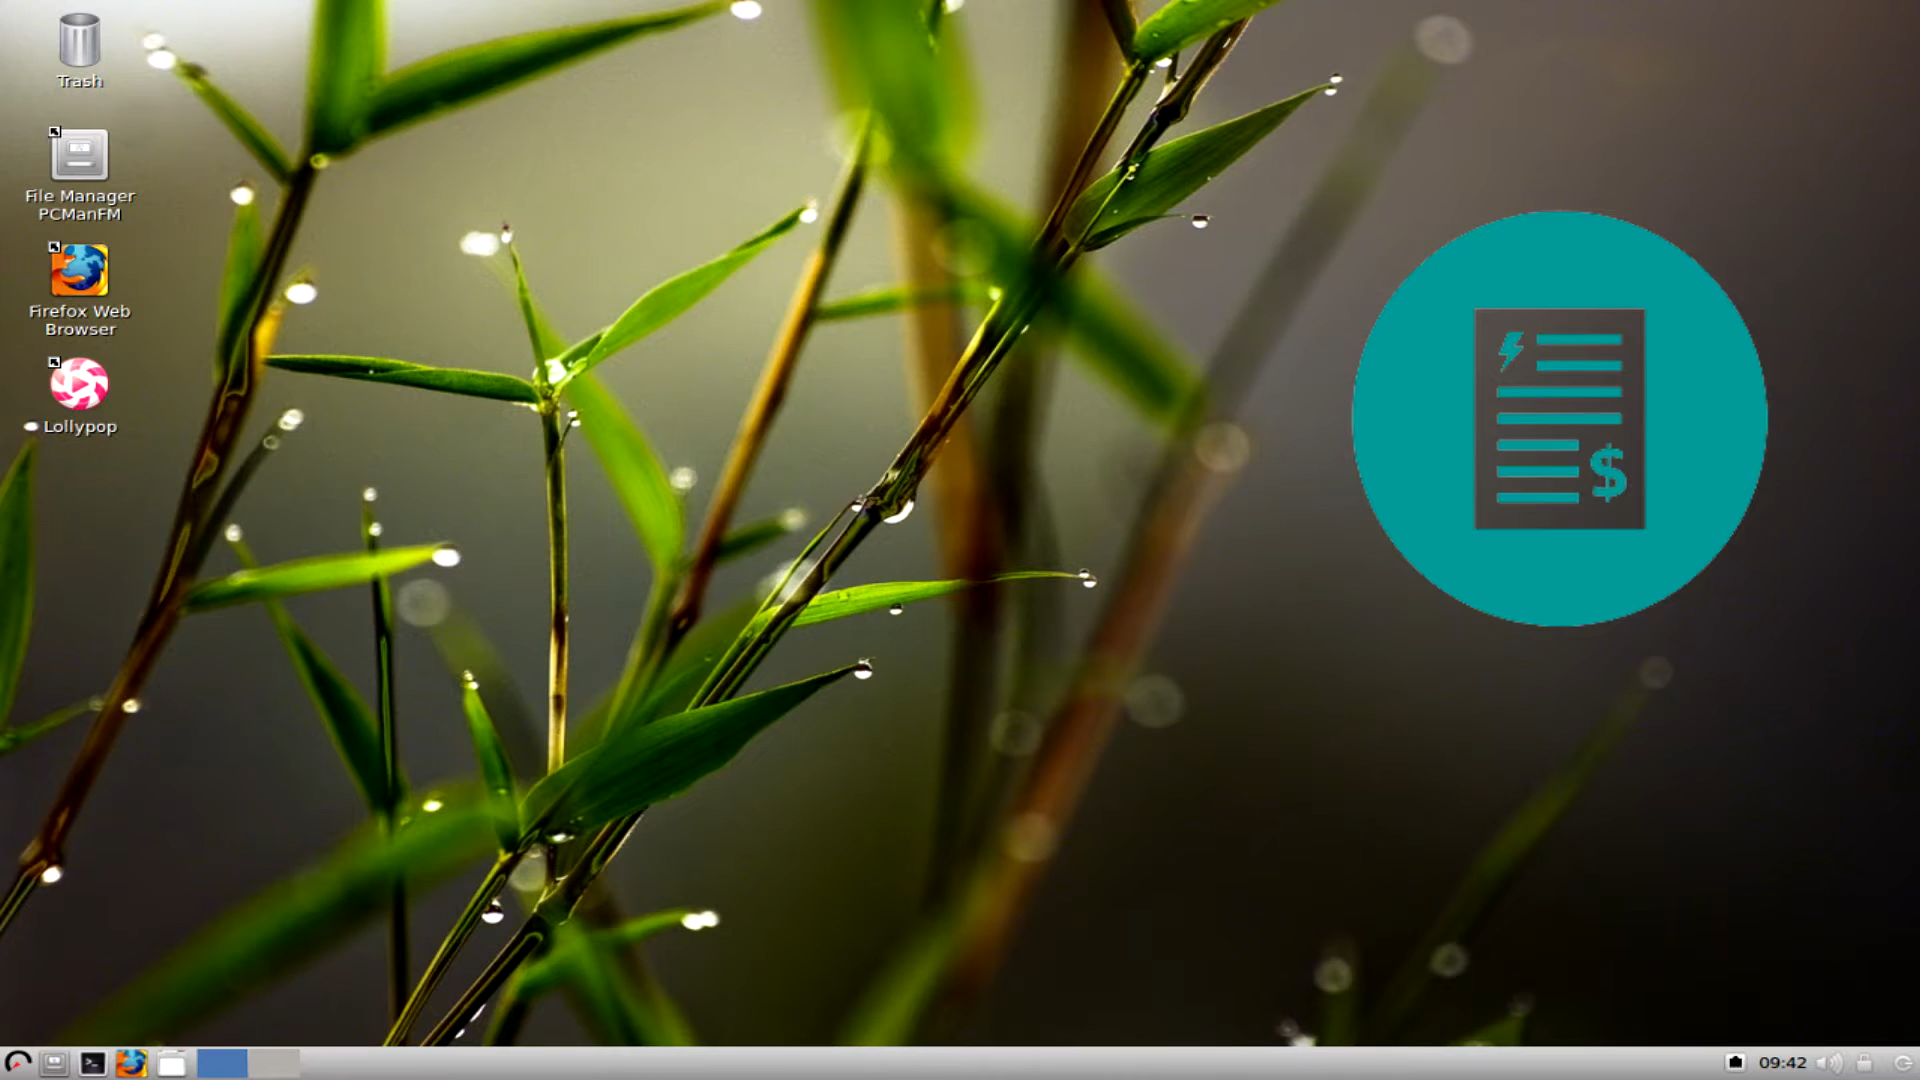 Trash
File Manager
PCManFM
Firefox Web
Browser
Lollypop
$
09:42